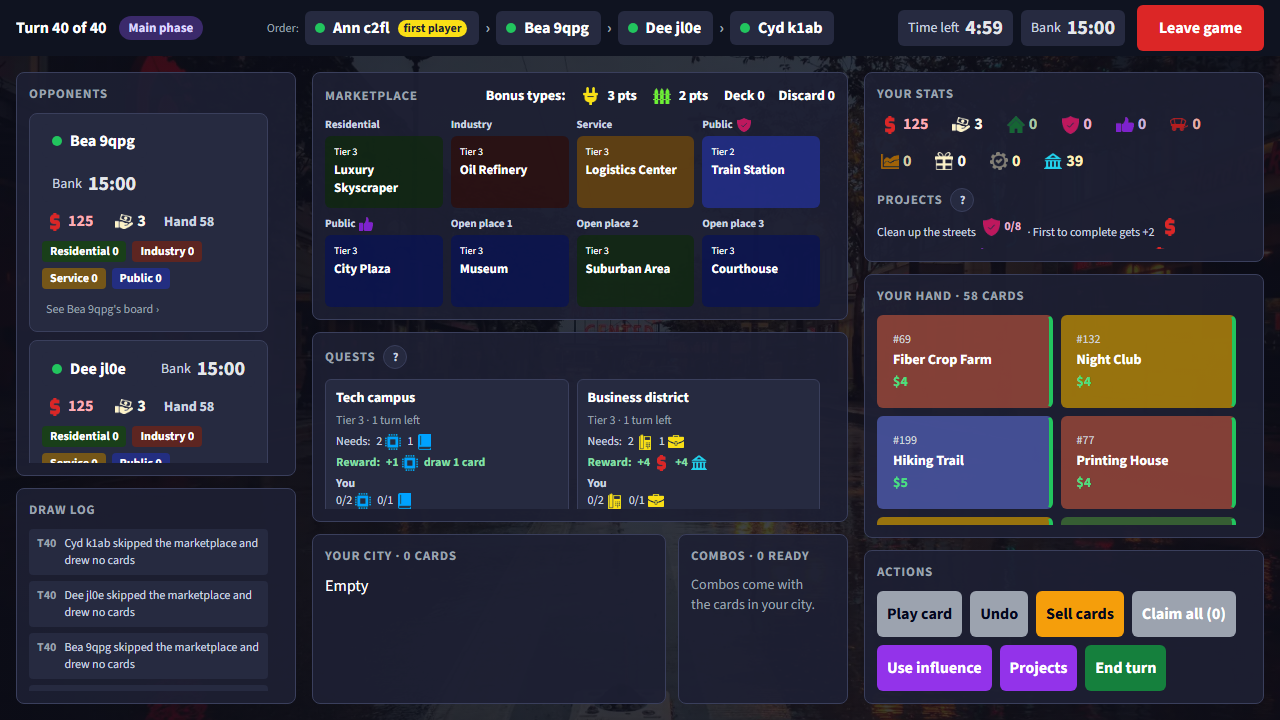 Turn 40 of 40
Main phase
Order:
Ann c2fl
first player
›
Bea 9qpg
›
Dee jl0e
›
Cyd k1ab
Time left 4:59
Bank 15:00
Leave game
OPPONENTS
Bea 9qpg
Bank 15:00
125 3 Hand 58
Residential 0 Industry 0
Service 0 Public 0
See Bea 9qpg's board ›
Dee jl0e Bank 15:00
125 3 Hand 58
Residential 0 Industry 0
Service 0 Public 0
DRAW LOG
T40 Cyd k1ab skipped the marketplace and
drew no cards
T40 Dee jl0e skipped the marketplace and
drew no cards
T40 Bea 9qpg skipped the marketplace and
drew no cards
MARKETPLACE
Bonus types: 3 pts 2 pts Deck 0 Discard 0
Residential Industry Service Public
Tier 3
Luxury
Skyscraper
Tier 3
Oil Refinery
Tier 3
Logistics Center
Tier 2
Train Station
Public Open place 1 Open place 2 Open place 3
Tier 3
City Plaza
Tier 3
Museum
Tier 3
Suburban Area
Tier 3
Courthouse
QUESTS ?
Tech campus
Tier 3 · 1 turn left
Needs: 2 1
Reward: +1 draw 1 card
You
0/2 0/1
Business district
Tier 3 · 1 turn left
Needs: 2 1
Reward: +4 +4
You
0/2 0/1
YOUR CITY · 0 CARDS
Empty
COMBOS · 0 READY
Combos come with
the cards in your city.
YOUR STATS
125 3 0 0 0 0
0 0 0 39
PROJECTS ?
Clean up the streets 0/8 · First to complete gets +2
YOUR HAND · 58 CARDS
#69
Fiber Crop Farm
$4
#132
Night Club
$4
#199
Hiking Trail
$5
#77
Printing House
$4
ACTIONS
Play card
Undo
Sell cards
Claim all (0)
Use influence
Projects
End turn